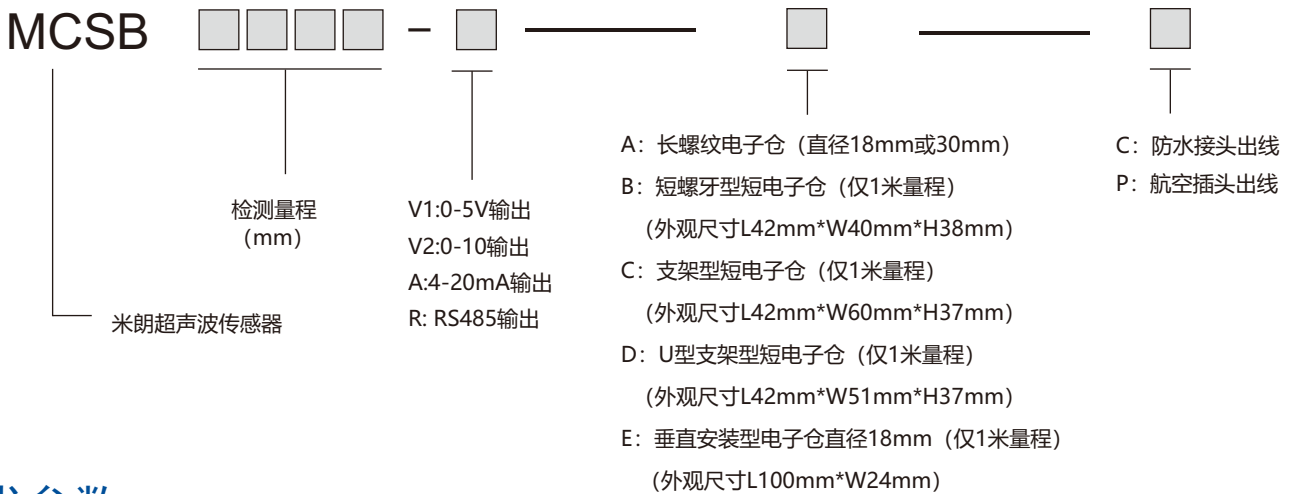 MCSB
–
检测量程
（mm）
米朗超声波传感器
V1:0-5V输出
V2:0-10输出
A:4-20mA输出
R: RS485输出
A：长螺纹电子仓（直径18mm或30mm）
B：短螺牙型短电子仓（仅1米量程）
（外观尺寸L42mm*W40mm*H38mm）
C：支架型短电子仓（仅1米量程）
（外观尺寸L42mm*W60mm*H37mm）
D：U型支架型短电子仓（仅1米量程）
（外观尺寸L42mm*W51mm*H37mm）
E：垂直安装型电子仓直径18mm（仅1米量程）
（外观尺寸L100mm*W24mm）
C：防水接头出线
P：航空插头出线